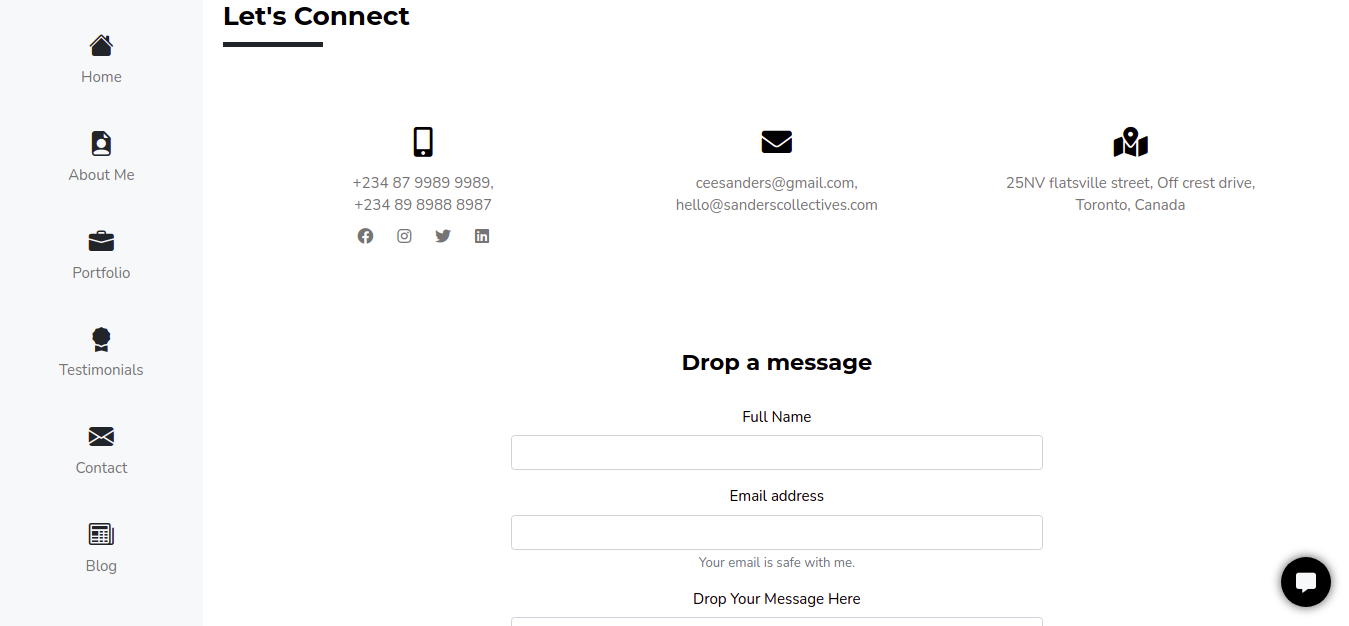 Let's Connect
Home
About Me
Portfolio
Testimonials
Contact
Blog
+234 87 9989 9989,
+234 89 8988 8987
ceesanders@gmail.com,
hello@sanderscollectives.com
25NV flatsville street, Off crest drive,
Toronto, Canada
Drop a message
Full Name
Email address
Your email is safe with me.
Drop Your Message Here